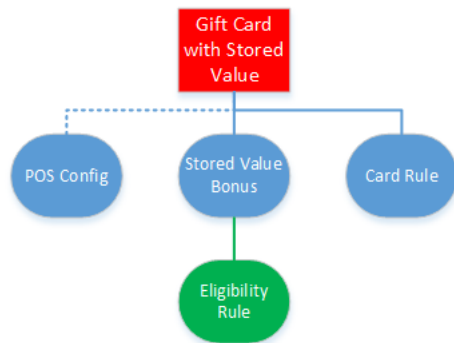 Gift Card
with Stored
Value
POS Config
Stored Value
Bonus
Card Rule
Eligibility
Rule